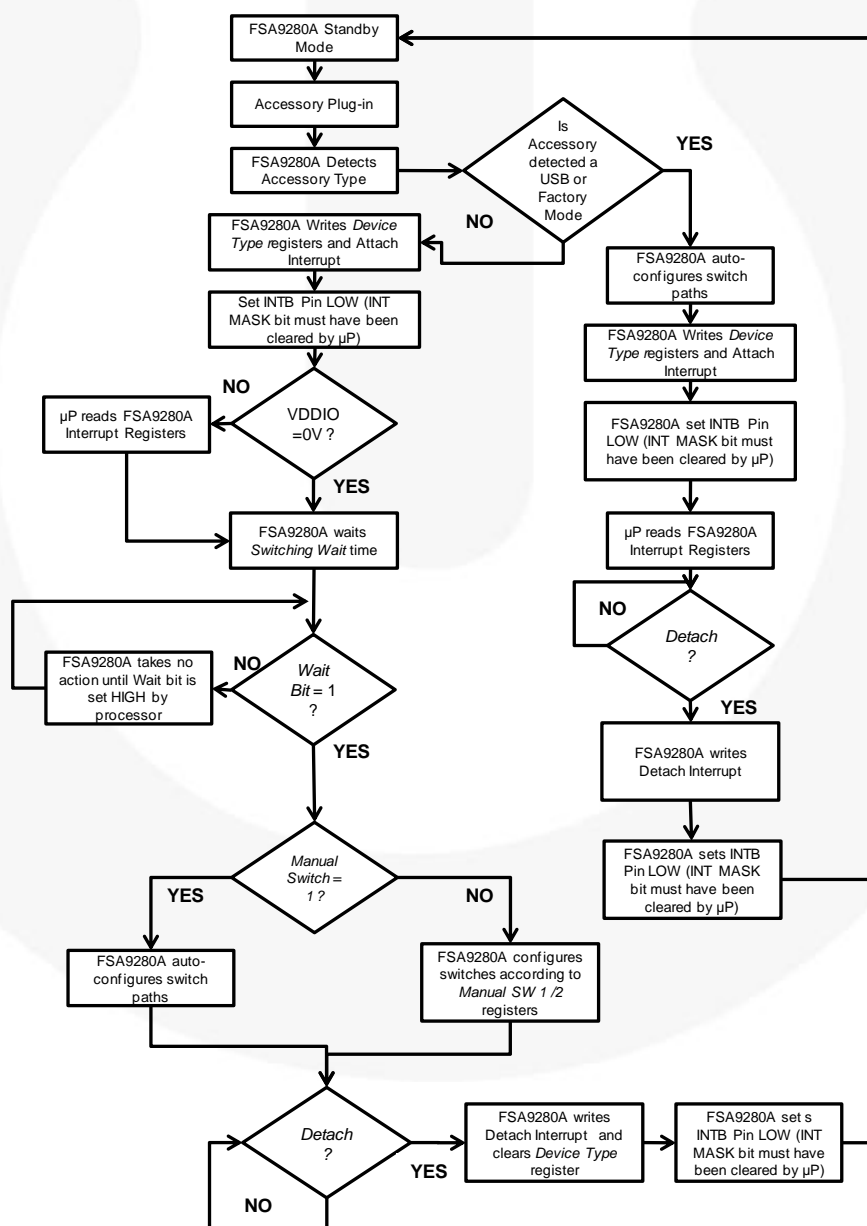 FSA9280A Standby
Mode
Accessory Plug-in
FSA9280A Detects
Accessory Type
Is
Accessory
detected a
USB or
Factory
Mode
YES
NO
FSA9280A Writes Device
Type registers and Attach
Interrupt
Set INTB Pin LOW (INT
MASK bit must have been
cleared by µP)
NO
VDDIO
=0V ?
µP reads FSA9280A
Interrupt Registers
YES
FSA9280A waits
Switching Wait time
FSA9280A takes no
action until Wait bit is
set HIGH by
processor
NO
Wait
Bit = 1
?
YES
Manual
Switch =
1 ?
YES
NO
FSA9280A auto-
configures switch
paths
FSA9280A configures
switches according to
Manual SW 1 /2
registers
FSA9280A auto-
configures switch
paths
FSA9280A Writes Device
Type registers and Attach
Interrupt
FSA9280A set INTB Pin
LOW (INT MASK bit must
have been cleared by µP)
µP reads FSA9280A
Interrupt Registers
NO
Detach
?
YES
FSA9280A writes
Detach Interrupt
FSA9280A sets INTB
Pin LOW (INT MASK
bit must have been
cleared by µP)
Detach
?
NO
YES
FSA9280A writes
Detach Interrupt and
clears Device Type
register
FSA9280A set s
INTB Pin LOW (INT
MASK bit must have
been cleared by µP)